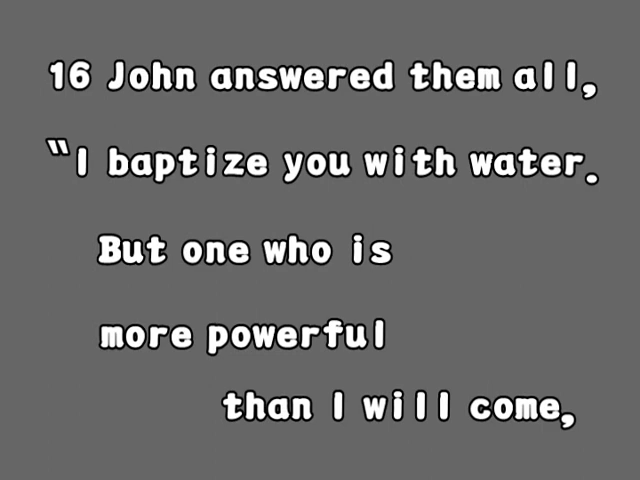 16 John answered them all,
“I baptize you with water.
But one who is
more powerful
than I will come,